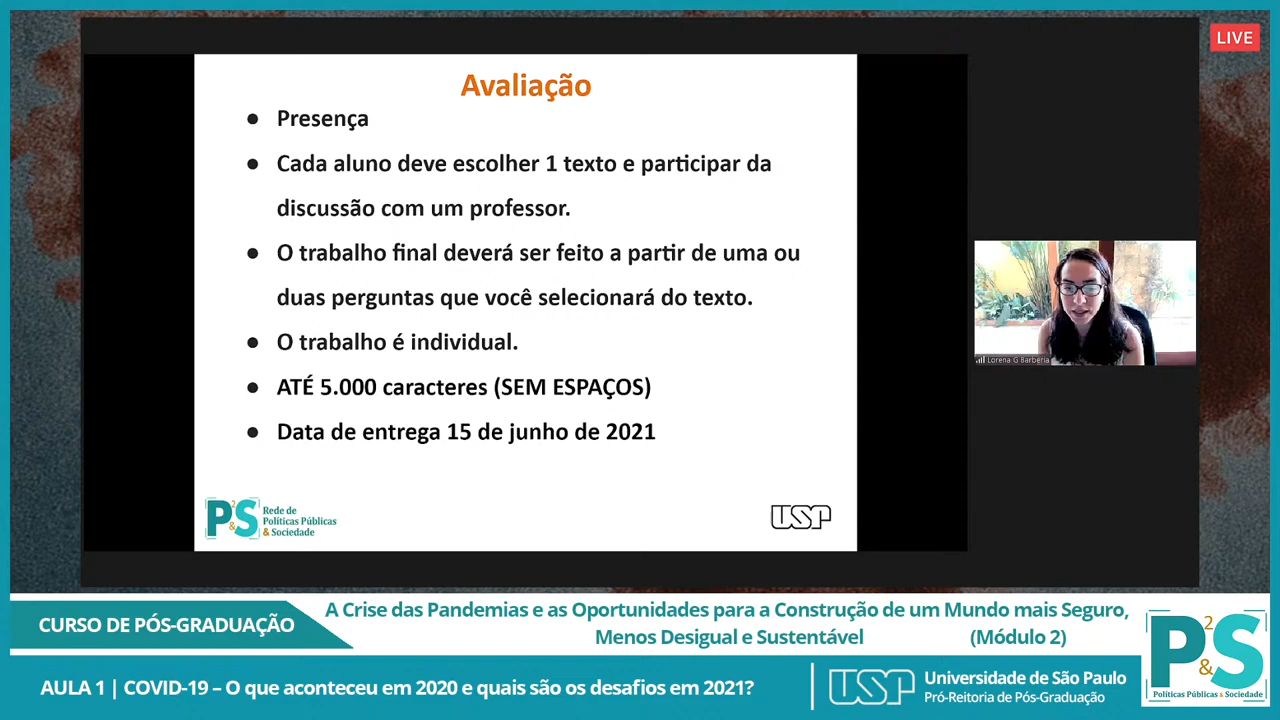 LIVE
Avaliação
● Presença
● Cada aluno deve escolher 1 texto e participar da
discussão com um professor.
● O trabalho final deverá ser feito a partir de uma ou
duas perguntas que você selecionará do texto.
● O trabalho é individual.
● ATÉ 5.000 caracteres (SEM ESPAÇOS)
● Data de entrega 15 de junho de 2021
P2&S
Rede de
Políticas Públicas
& Sociedade
USP
Lorena G Barberia
CURSO DE PÓS-GRADUAÇÃO
A Crise das Pandemias e as Oportunidades para a Construção de um Mundo mais Seguro,
Menos Desigual e Sustentável (Módulo 2)
AULA 1 | COVID-19 – O que aconteceu em 2020 e quais são os desafios em 2021?
USP
Universidade de São Paulo
Pró-Reitoria de Pós-Graduação
P2&S
Políticas Públicas & Sociedade